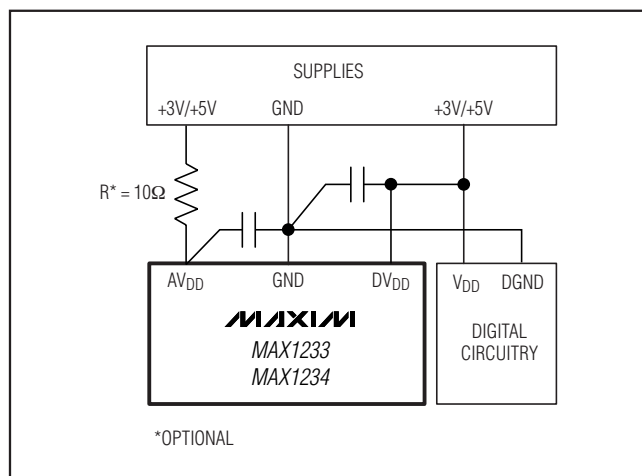 SUPPLIES
+3V/+5V GND +3V/+5V
R* = 10Ω
AVDD GND DVDD
VDD DGND
MAXIM
MAX1233
MAX1234
DIGITAL
CIRCUITRY
*OPTIONAL